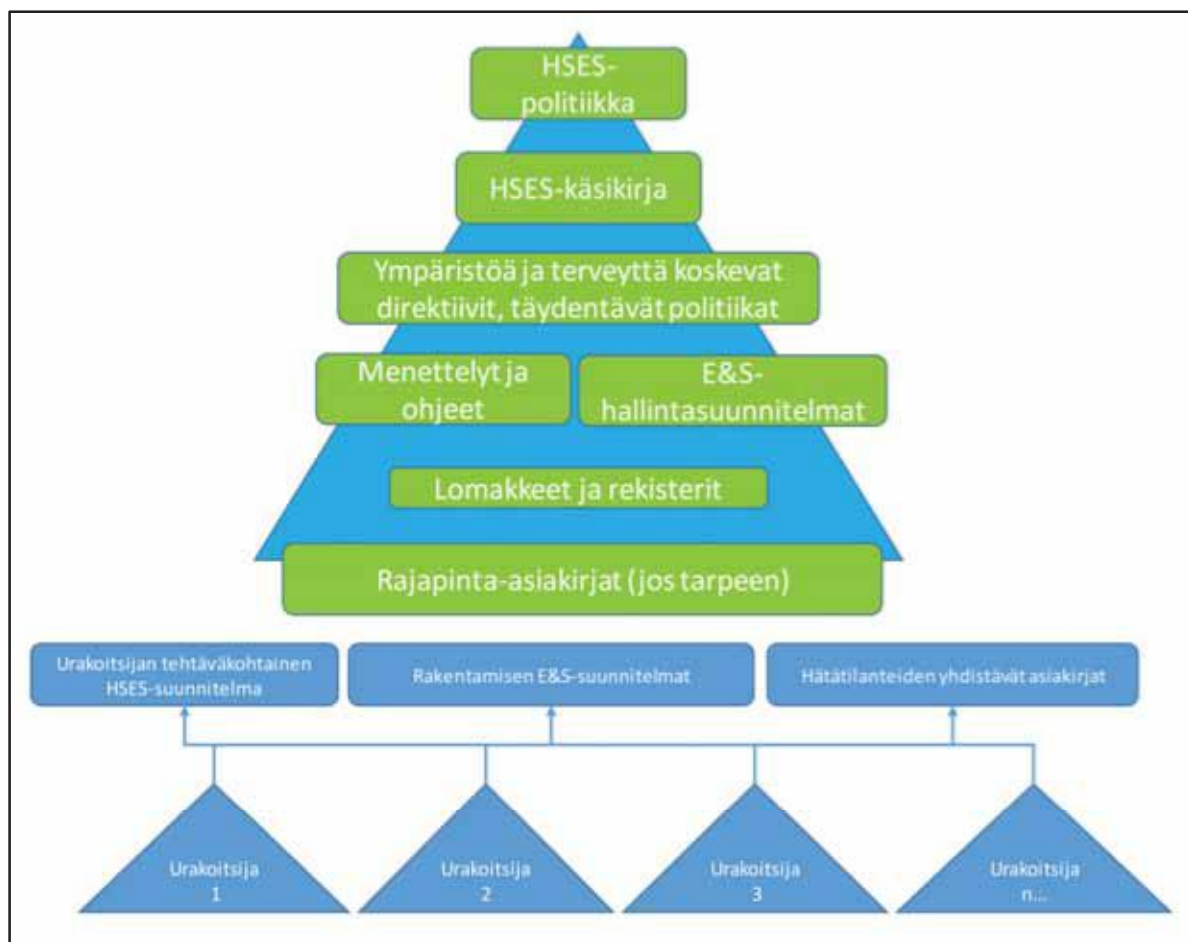 HSES-
politiikka
HSES-käsikirja
Ympäristöä ja terveyttä koskevat
direktiivit, täydentävät politiikat
Menettelyt ja
ohjeet
E&S-
hallintasuunnitelmat
Lomakkeet ja rekisterit
Rajapinta-asiakirjat (jos tarpeen)
Urakoitsijan tehtäväkohtainen
HSES-suunnitelma
Rakentamisen E&S-suunnitelmat
Hätätilanteiden yhdistävät asiakirjat
Urakoitsija
1
Urakoitsija
2
Urakoitsija
3
Urakoitsija
n...